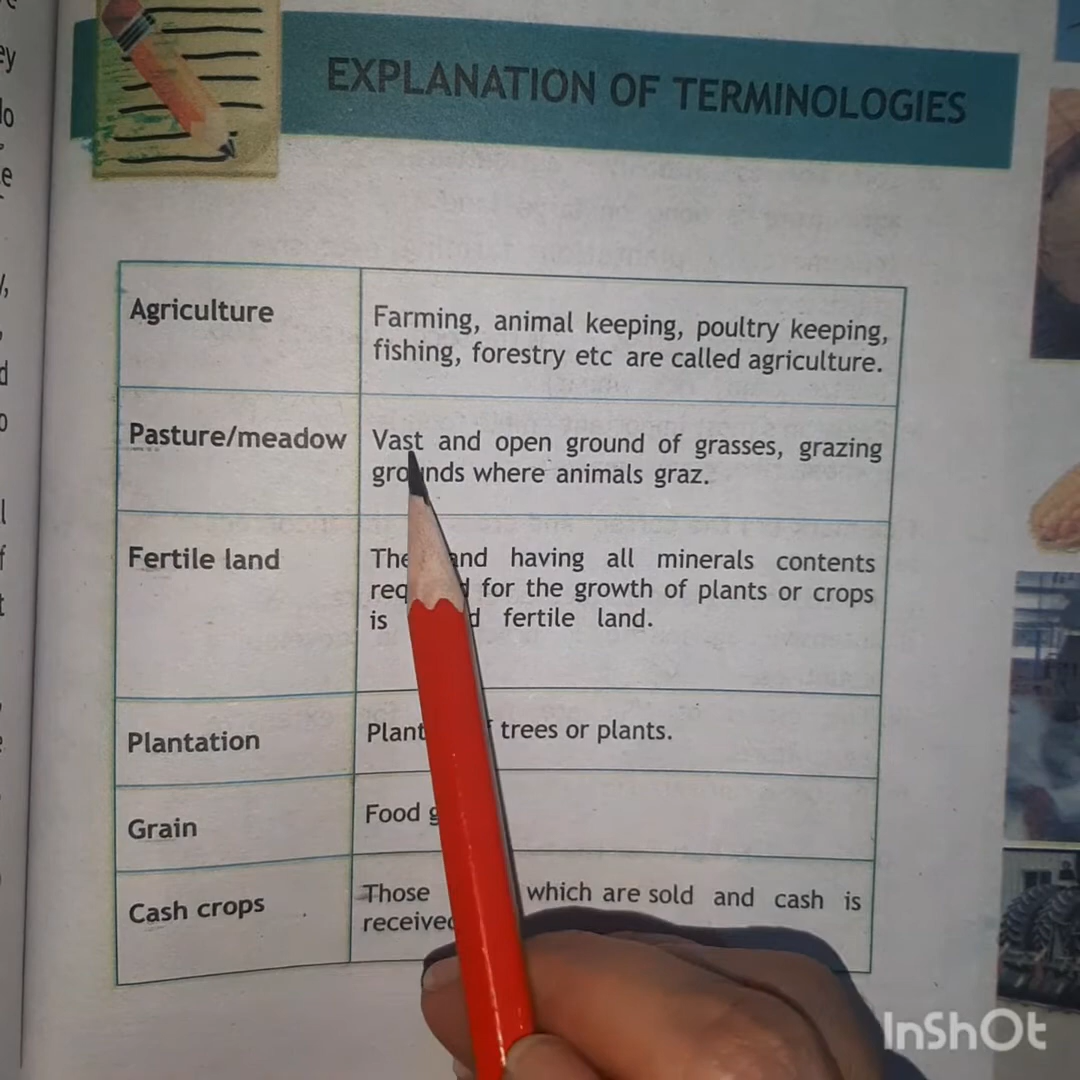 EXPLANATION OF TERMINOLOGIES
Agriculture
Farming, animal keeping, poultry keeping,
fishing, forestry etc are called agriculture.
Pasture/meadow
Vast and open ground of grasses, grazing
grounds where animals graz.
Fertile land
The land having all minerals contents
for the growth of plants or crops
is fertile land.
Plantation
trees or plants.
Grain
Food
Cash crops
Those which are sold and cash is
received
InShOt